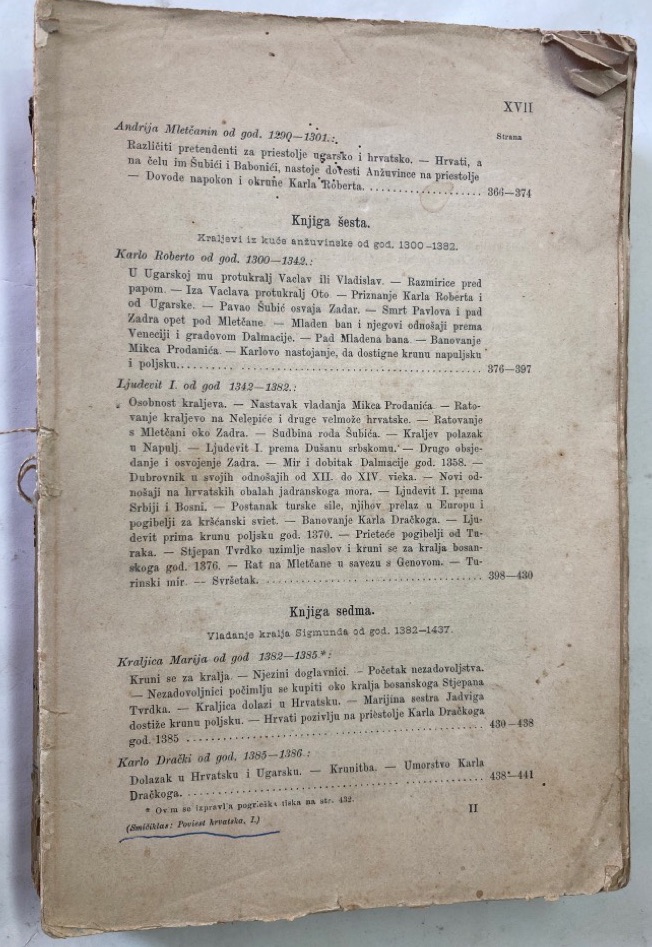 XVII
Strana
Andrija Mletčanin od god. 1290—1301.:
Različiti pretendenti za priestolje ugarsko i hrvatsko. — Hrvati, a
na čelu im Šubići i Babonići, nastoje dovesti Anžuvince na priestolje
— Dovode napokon i okrune Karla Roberta. . . . . . . . . . . . . . . . 366—374
Knjiga šesta.
Kraljevi iz kuće anžuvinske od god. 1300-1382.
Karlo Roberto od god. 1300—1342.:
U Ugarskoj mu protukralj Vaclav ili Vladislav. — Razmirice pred
papom. — Iza Vaclava protukralj Oto. — Priznanje Karla Roberta i
od Ugarske. — Pavao Šubić osvaja Zadar. — Smrt Pavlova i pad
Zadra opet pod Mletčane. — Mladen ban i njegovi odnošaji prema
Veneciji i gradovom Dalmacije. — Pad Mladena bana. — Banovanje
Mikca Prodanića. — Karlovo nastojanje, da dostigne krunu napuljsku
i poljsku. . . . . . . . . . . . . . . . 376—397
Ljudevit I. od god 1342—1382.:
Osobnost kraljeva. — Nastavak vladanja Mikca Prodanića. — Rato-
vanje kraljevo na Nelepiće i druge velmože hrvatske. — Ratovanje
s Mletčani oko Zadra. — Sudbina roda Šubića. — Kraljev polazak
u Napulj. — Ljudevit I. prema Dušanu srbskomu. — Drugo obsje-
danje i osvojenje Zadra. — Mir i dobitak Dalmacije god. 1358. —
Dubrovnik u svojih odnošajih od XII. do XIV. vieka. — Novi od-
nošaji na hrvatskih obalah jadranskoga mora. — Ljudevit I. prema
Srbiji i Bosni. — Postanak turske sile, njihov prelaz u Europu i
pogibelji za kršćanski sviet. — Banovanje Karla Dračkoga. — Lju-
devit prima krunu poljsku god. 1370. — Prieteće pogibelji od Tu-
raka. — Stjepan Tvrdko uzimlje naslov i kruni se za kralja bosan-
skoga god. 1376. — Rat na Mletčane u savezu s Genovom. — Tu-
rinski mir. — Svršetak. . . . . . . . . . . . . . . . 398—430
Knjiga sedma.
Vladanje kralja Sigmunda od god. 1382-1437.
Kraljica Marija od god 1382—1385.*:
Kruni se za kralja. — Njezini doglavnici. — Početak nezadovoljstva.
— Nezadovoljnici počimlju se kupiti oko kralja bosanskoga Stjepana
Tvrdka. — Kraljica dolazi u Hrvatsku. — Marijina sestra Jadviga
dostiže krunu poljsku. — Hrvati pozivlju na priestolje Karla Dračkoga
god. 1385 . . . . . . . . . . . . . . . . 430—438
Karlo Drački od god. 1385—1386.:
Dolazak u Hrvatsku i Ugarsku. — Krunitba. — Umorstvo Karla
Dračkoga. . . . . . . . . . . . . . . . 438—441
* Ovim se izpravlja pogrieška tiska na str. 432.
(Smičiklas: Poviest hrvatska, I.)
II